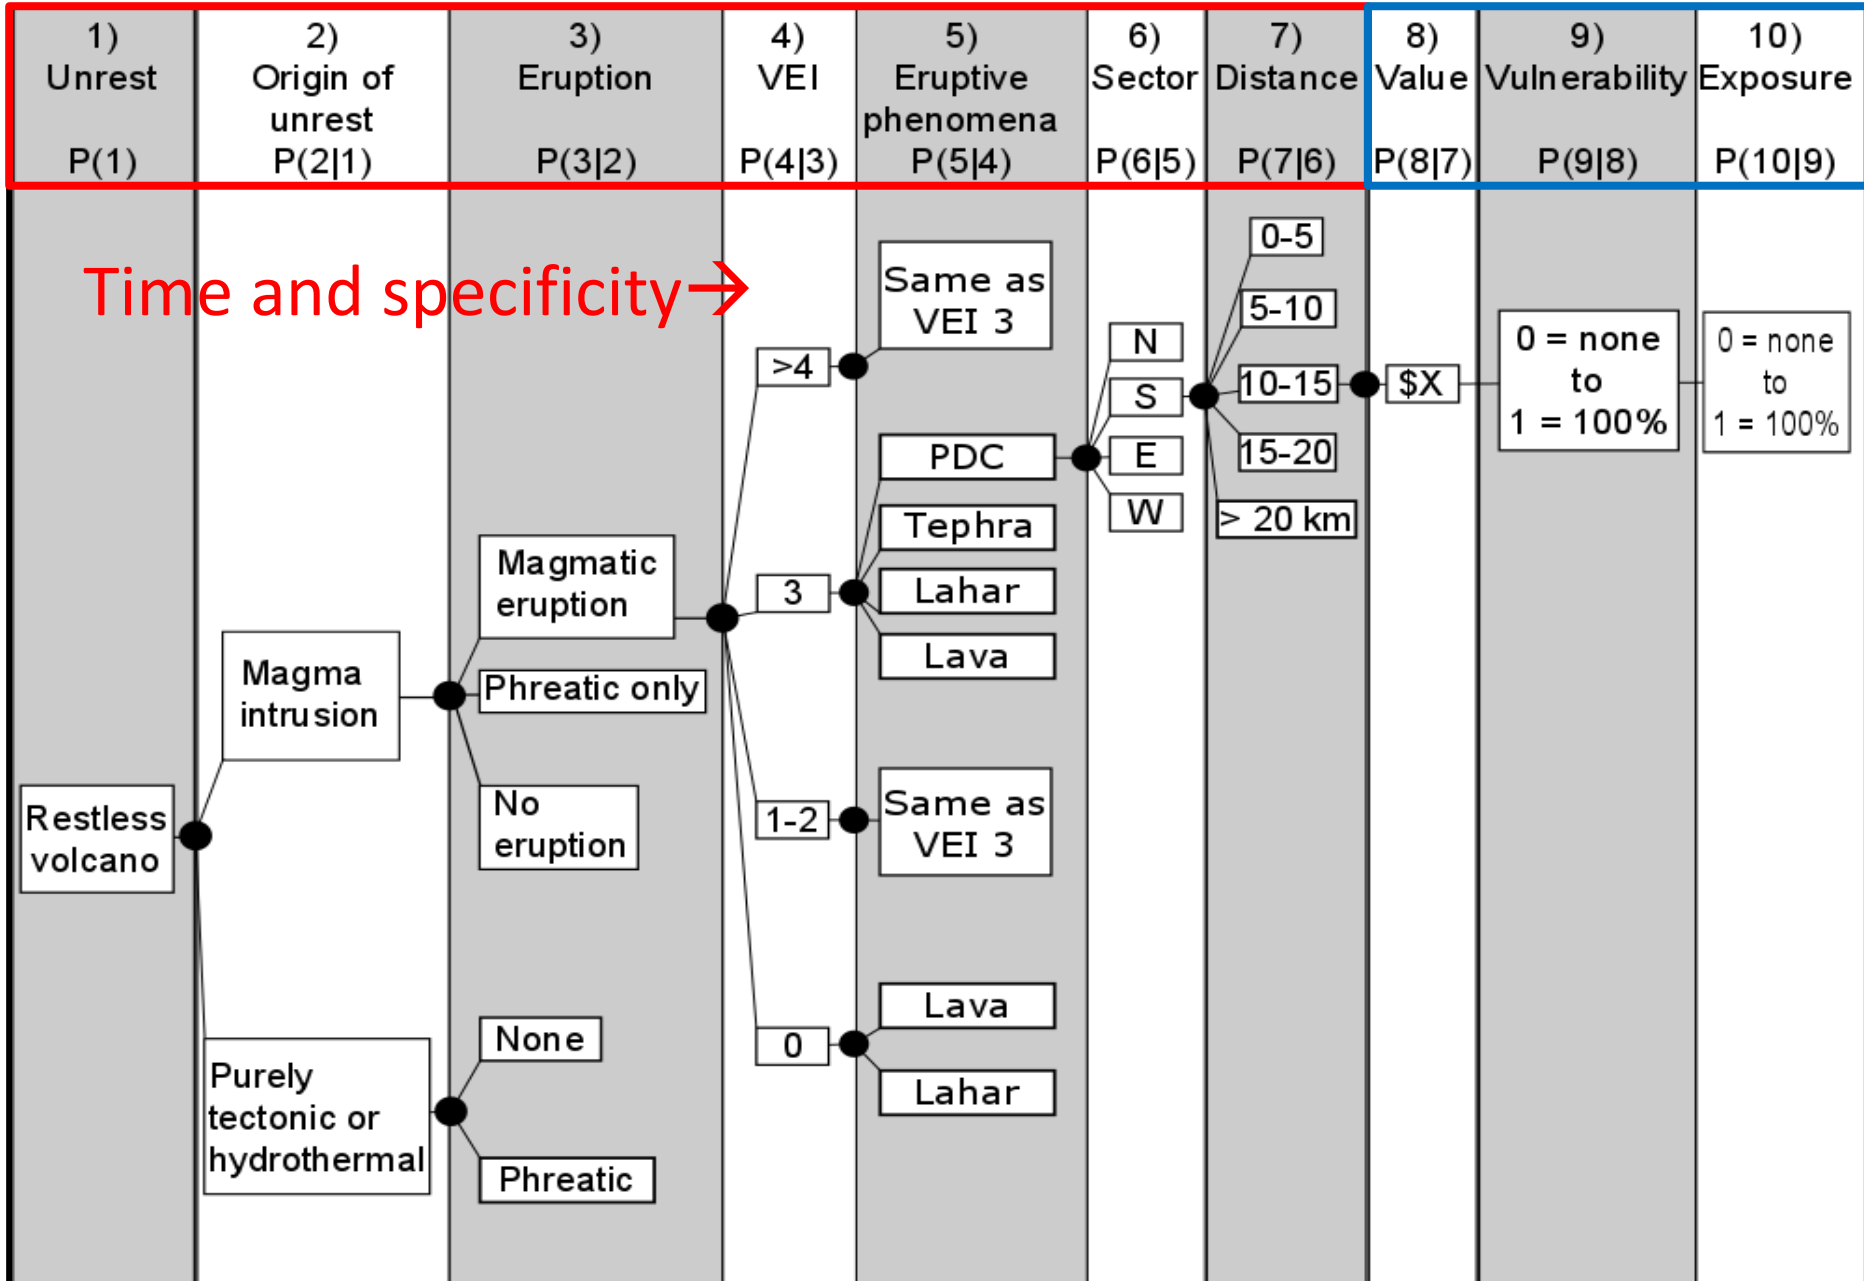 1)
Unrest
P(1)
2)
Origin of
unrest
P(2|1)
3)
Eruption
P(3|2)
4)
VEI
P(4|3)
5)
Eruptive
phenomena
P(5|4)
6)
Sector
P(6|5)
7)
Distance
P(7|6)
8)
Value
P(8|7)
9)
Vulnerability
P(9|8)
10)
Exposure
P(10|9)
Time and specificity→
Restless
volcano
Magma
intrusion
Purely
tectonic or
hydrothermal
Magmatic
eruption
Phreatic only
No
eruption
None
Phreatic
>4
3
1-2
0
Same as
VEI 3
PDC
Tephra
Lahar
Lava
Same as
VEI 3
Lava
Lahar
N
S
E
W
0-5
5-10
10-15
15-20
> 20 km
$X
0 = none
to
1 = 100%
0 = none
to
1 = 100%